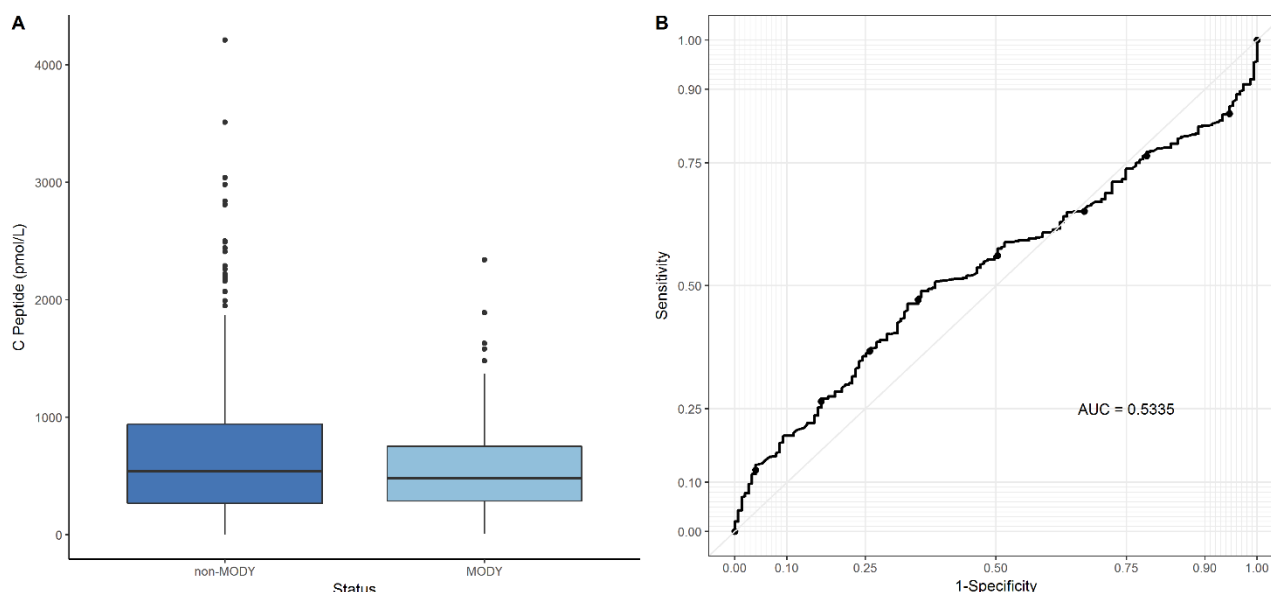 A
C Peptide (pmol/L)
4000
3000
2000
1000
0
non-MODY
MODY
Status
B
Sensitivity
1.00
0.90
0.75
0.50
0.25
0.10
0.00
AUC = 0.5335
0.00
0.10
0.25
0.50
0.75
0.90
1.00
1-Specificity